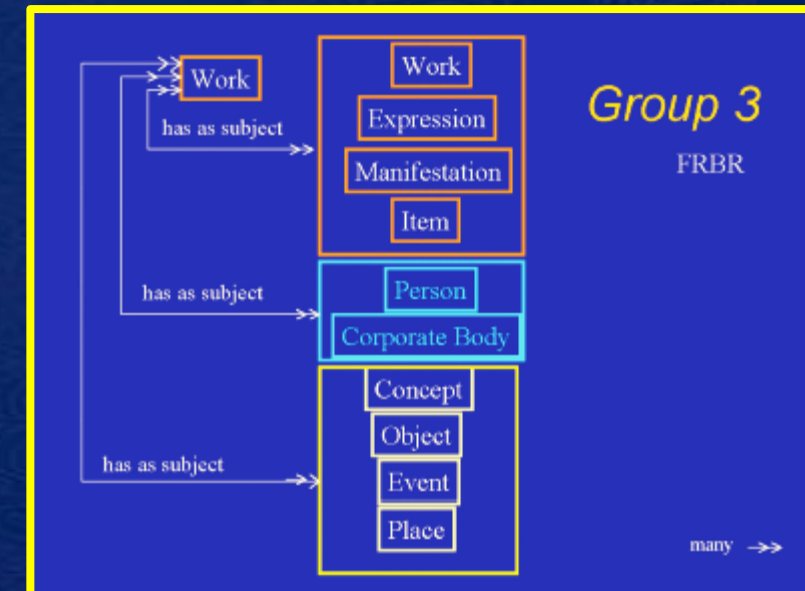 Group 3
FRBR
Work
has as subject
Work
Expression
Manifestation
Item
has as subject
Person
Corporate Body
has as subject
Concept
Object
Event
Place
many